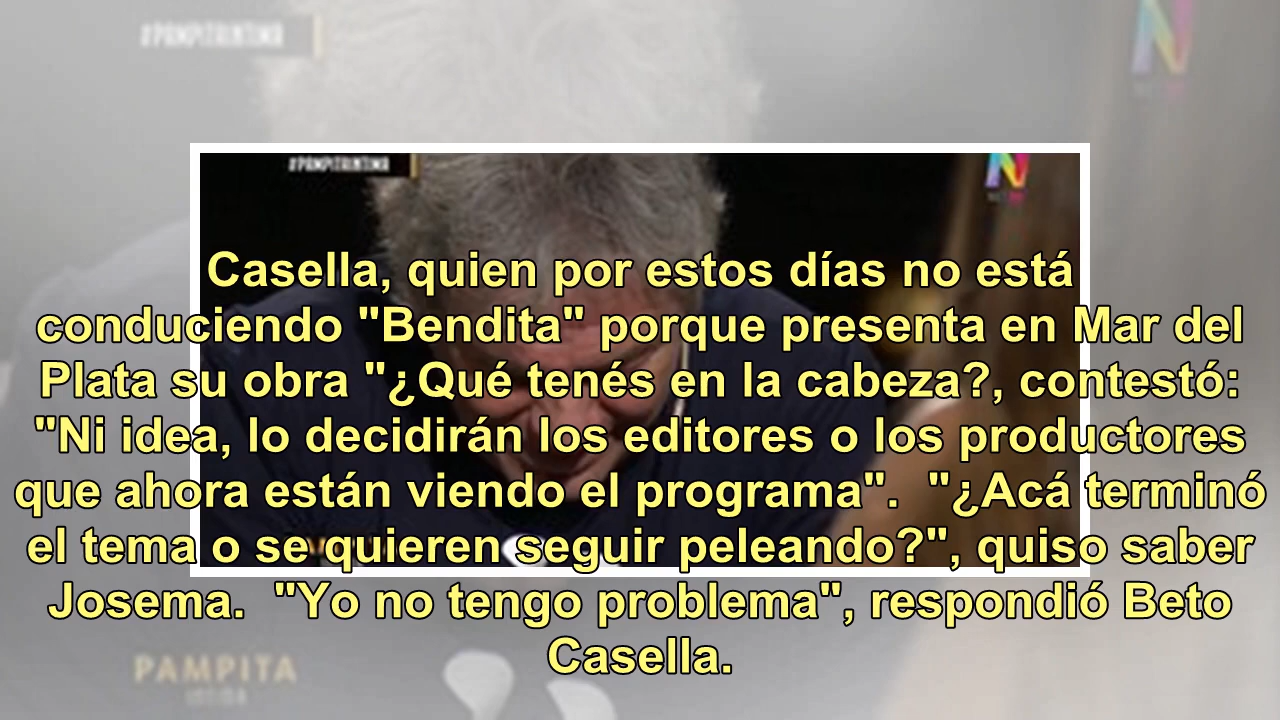 #PAMPITAINTIMA
#PAMPITAINTIMA
Casella, quien por estos días no está
conduciendo "Bendita" porque presenta en Mar del
Plata su obra "¿Qué tenés en la cabeza?, contestó:
"Ni idea, lo decidirán los editores o los productores
que ahora están viendo el programa".  "¿Acá terminó
el tema o se quieren seguir peleando?", quiso saber
Josema.  "Yo no tengo problema", respondió Beto
Casella.
PAMPITA